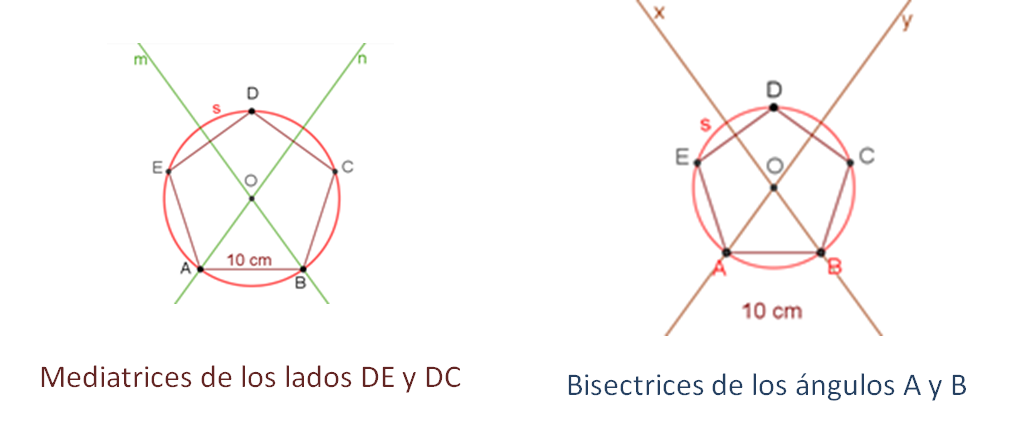 m
n
D
s
E
C
O
10 cm
A
B
Mediatrices de los lados DE y DC
x
y
D
s
E
C
O
A
B
10 cm
Bisectrices de los ángulos A y B